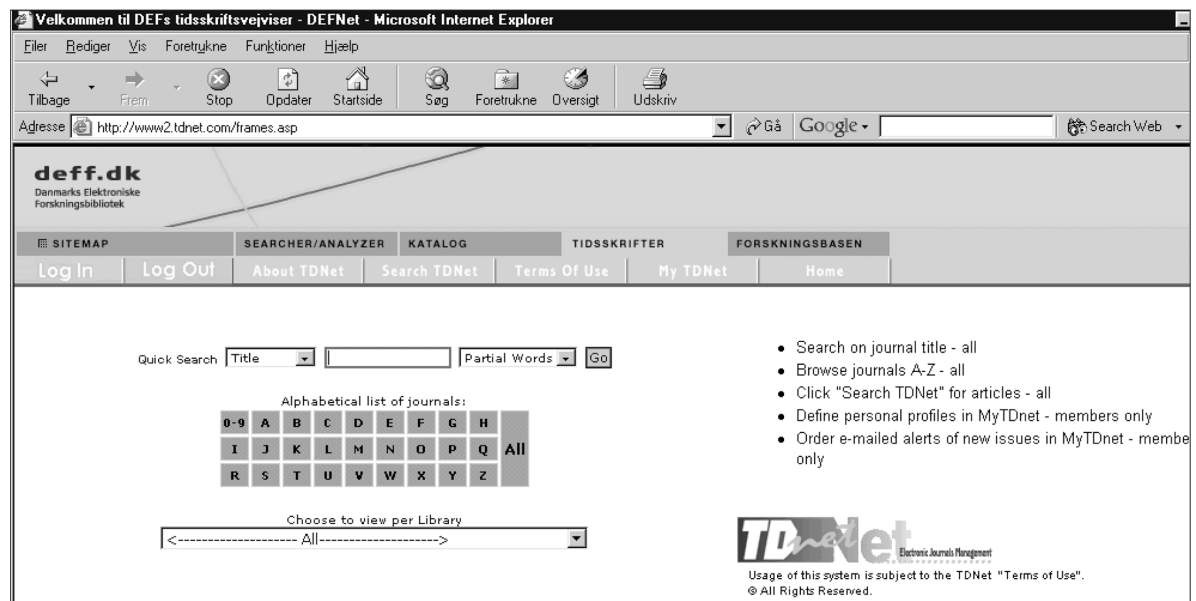 Velkommen til DEFs tidsskriftsvejviser - DEFNet - Microsoft Internet Explorer
Filer Rediger Vis Foretrukne Funktioner Hjælp
Tilbage Frem Stop Opdater Startside Søg Foretrukne Oversigt Udskriv
Adresse http://www2.tdnet.com/frames.asp Gå Google Search Web
deff.dk
Danmarks Elektroniske
Forskningsbibliotek
SITEMAP SEARCHER/ANALYZER KATALOG TIDSSKRIFTER FORSKNINGSBASEN
Log In Log Out About TDNet Search TDNet Terms Of Use My TDNet Home
Quick Search Title Partial Words Go
Alphabetical list of journals:
0-9 A B C D E F G H
I J K L M N O P Q All
R S T U V W X Y Z
Choose to view per Library
<--------------------- All--------------------->
• Search on journal title - all
• Browse journals A-Z - all
• Click "Search TDNet" for articles - all
• Define personal profiles in MyTDnet - members only
• Order e-mailed alerts of new issues in MyTDnet - membe
only
TDnet Net
Electronic Journals Management
Usage of this system is subject to the TDNet "Terms of Use".
© All Rights Reserved.